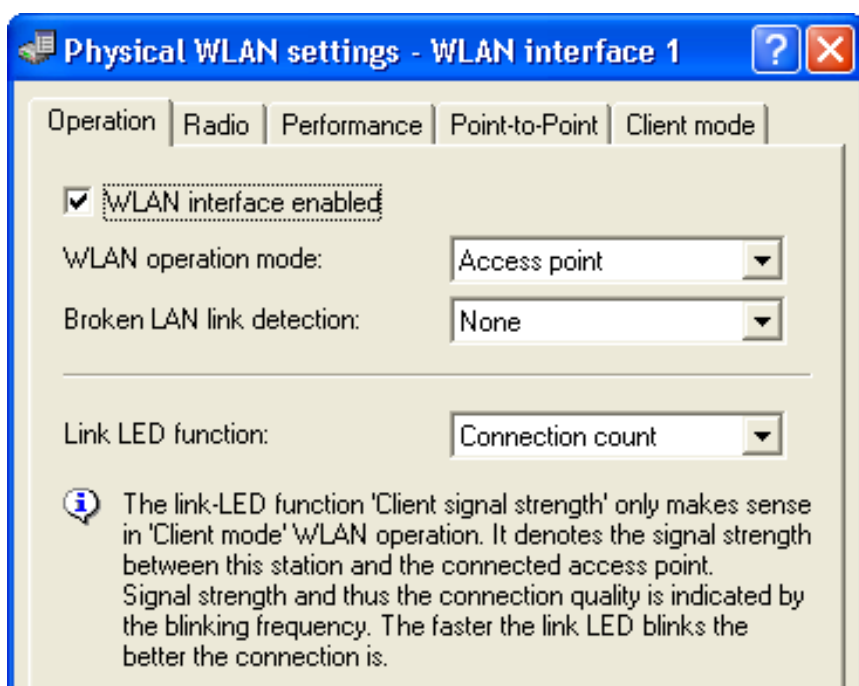 Physical WLAN settings - WLAN interface 1
Operation Radio Performance Point-to-Point Client mode
WLAN interface enabled
WLAN operation mode: Access point
Broken LAN link detection: None
Link LED function: Connection count
The link-LED function 'Client signal strength' only makes sense
in 'Client mode' WLAN operation. It denotes the signal strength
between this station and the connected access point.
Signal strength and thus the connection quality is indicated by
the blinking frequency. The faster the link LED blinks the
better the connection is.